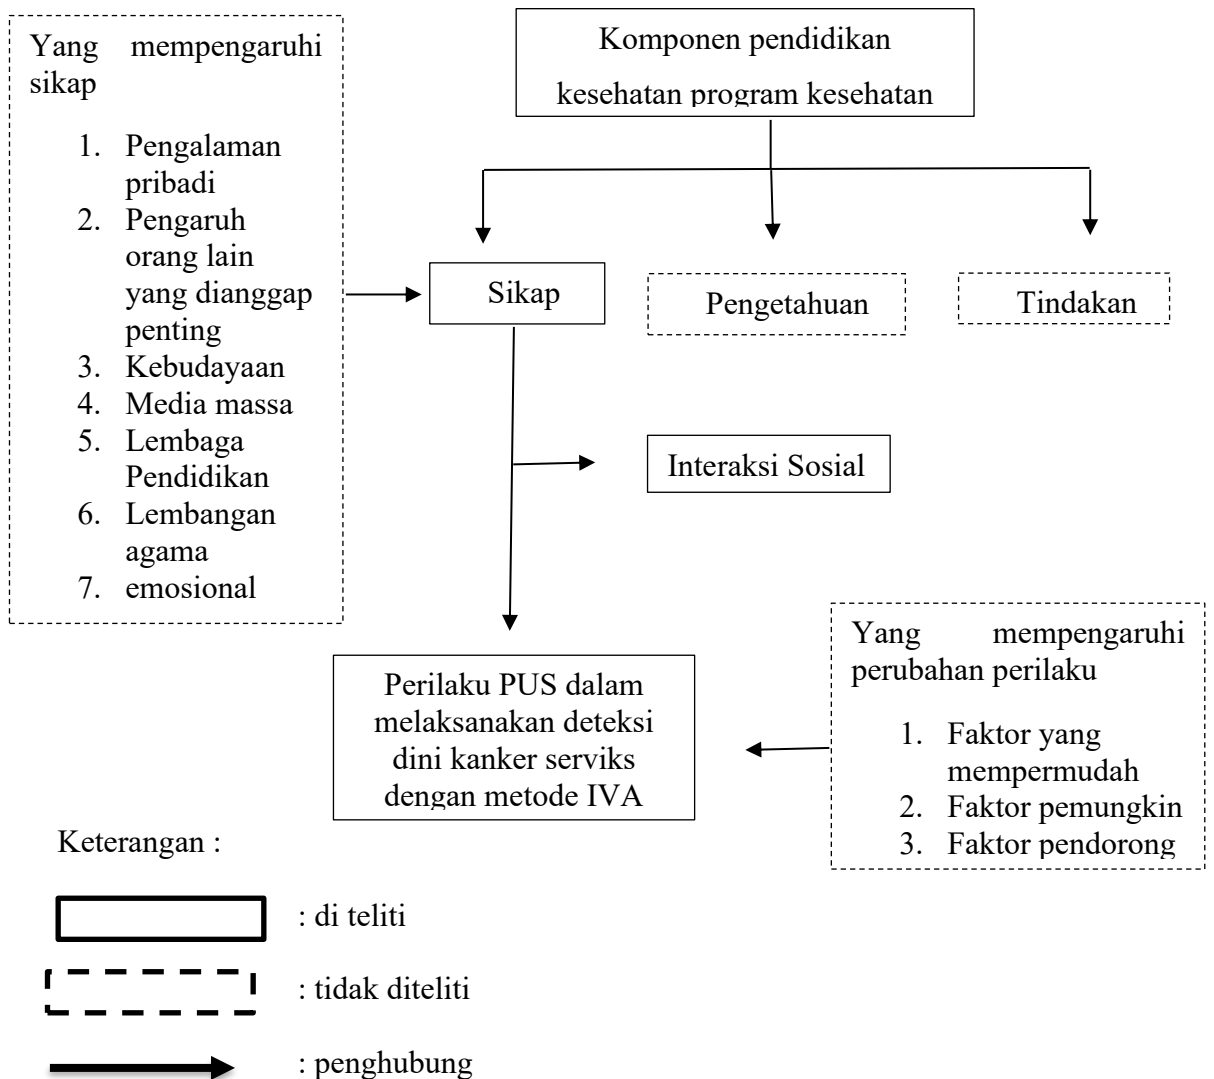 Yang mempengaruhi
sikap
1. Pengalaman
pribadi
2. Pengaruh
orang lain
yang dianggap
penting
3. Kebudayaan
4. Media massa
5. Lembaga
Pendidikan
6. Lembangan
agama
7. emosional
Komponen pendidikan
kesehatan program kesehatan
Sikap
Pengetahuan
Tindakan
Interaksi Sosial
Perilaku PUS dalam
melaksanakan deteksi
dini kanker serviks
dengan metode IVA
Yang mempengaruhi
perubahan perilaku
1. Faktor yang
mempermudah
2. Faktor pemungkin
3. Faktor pendorong
Keterangan :
: di teliti
: tidak diteliti
: penghubung